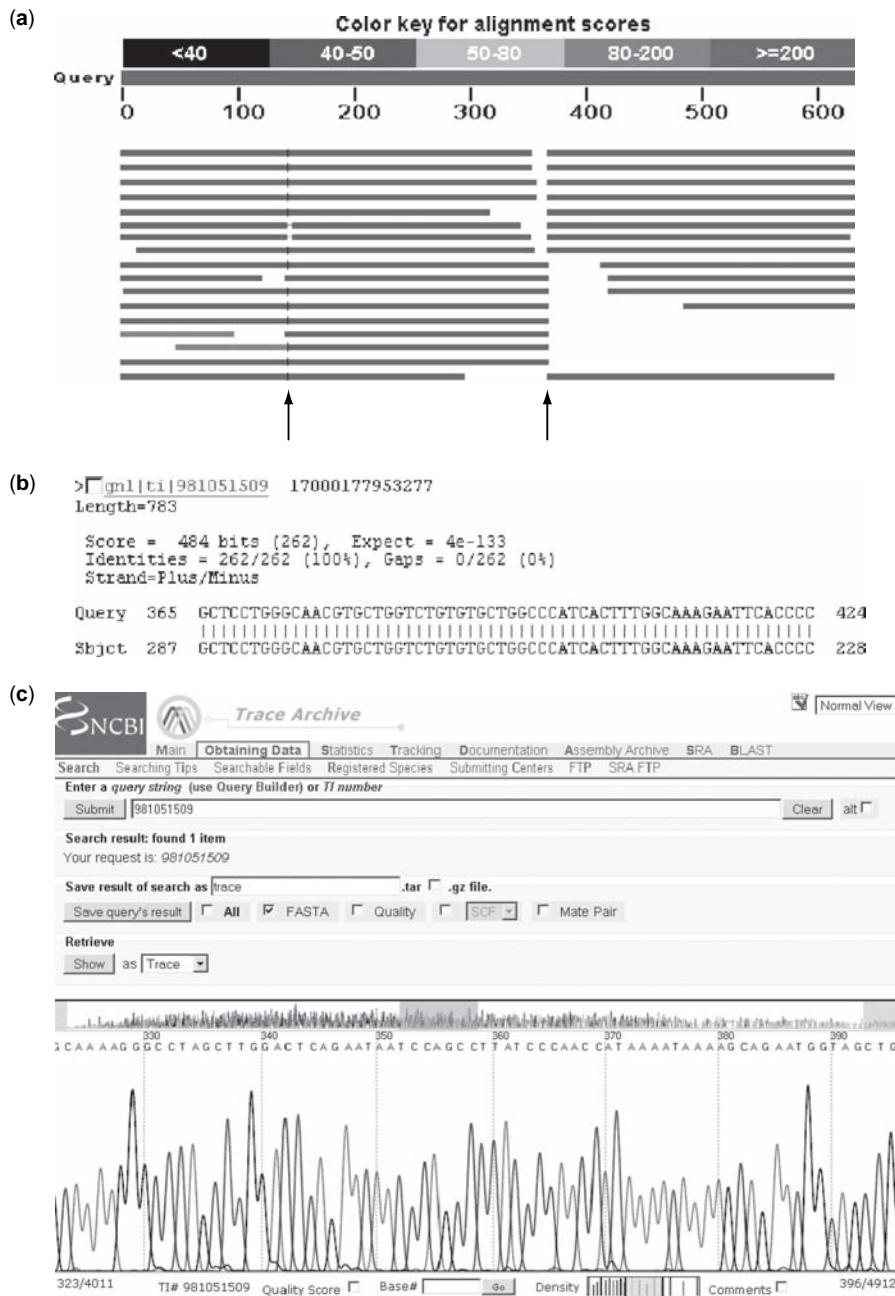 (a)
Color key for alignment scores
<40 40-50 50-80 80-200 >=200
Query
0 100 200 300 400 500 600
(b)
>gnl|ti|981051509 17000177953277
Length=783
Score = 484 bits (262), Expect = 4e-133
Identities = 262/262 (100%), Gaps = 0/262 (0%)
Strand=Plus/Minus
Query 365 GCTCCTGGGCAACGTGCTGGTCTGTGTGCTGGCCCATCACTTTGGCAAAGAATTCACCCC 424
Sbjct 287 GCTCCTGGGCAACGTGCTGGTCTGTGTGCTGGCCCATCACTTTGGCAAAGAATTCACCCC 228
(c)
NCBI
Trace Archive
Normal View
Main Obtaining Data Statistics Tracking Documentation Assembly Archive SRA BLAST
Search Searching Tips Searchable Fields Registered Species Submitting Centers FTP SRA FTP
Enter a query string (use Query Builder) or TI number
Submit 981051509 Clear alt
Search result: found 1 item
Your request is: 981051509
Save result of search as trace .tar .gz file.
Save query's result All FASTA Quality SCF Mate Pair
Retrieve
Show as Trace
330 340 350 360 370 380 390
GCAAAAGGGCCTAGCTTGGACTCAGAATAATCCAGCCTTATCCCAACCATAAAATAAAAGCAGAATGGTAGCTG
323/4011 TI# 981051509 Quality Score Base# Go Density Comments 396/4912